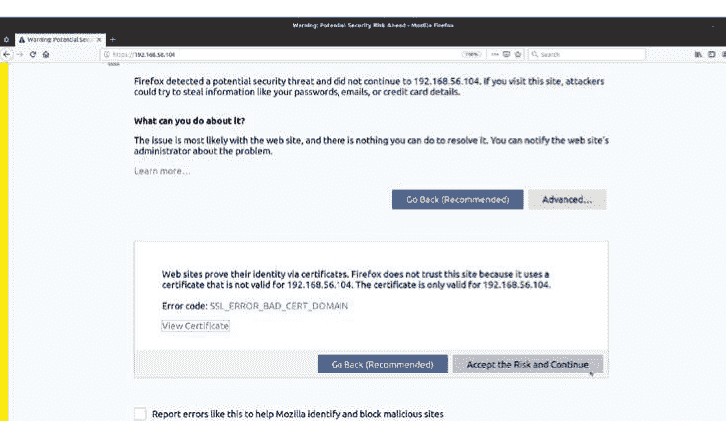 Warning: Potential Security Risk Ahead - Mozilla Firefox
Warning: Potential Sec
https://192.168.56.104
Search
Firefox detected a potential security threat and did not continue to 192.168.56.104. If you visit this site, attackers
could try to steal information like your passwords, emails, or credit card details.
What can you do about it?
The issue is most likely with the web site, and there is nothing you can do to resolve it. You can notify the web site's
administrator about the problem.
Learn more...
Go Back (Recommended)
Advanced...
Web sites prove their identity via certificates. Firefox does not trust this site because it uses a
certificate that is not valid for 192.168.56.104. The certificate is only valid for 192.168.56.104.
Error code: SSL_ERROR_BAD_CERT_DOMAIN
View Certificate
Go Back (Recommended)
Accept the Risk and Continue
Report errors like this to help Mozilla identify and block malicious sites